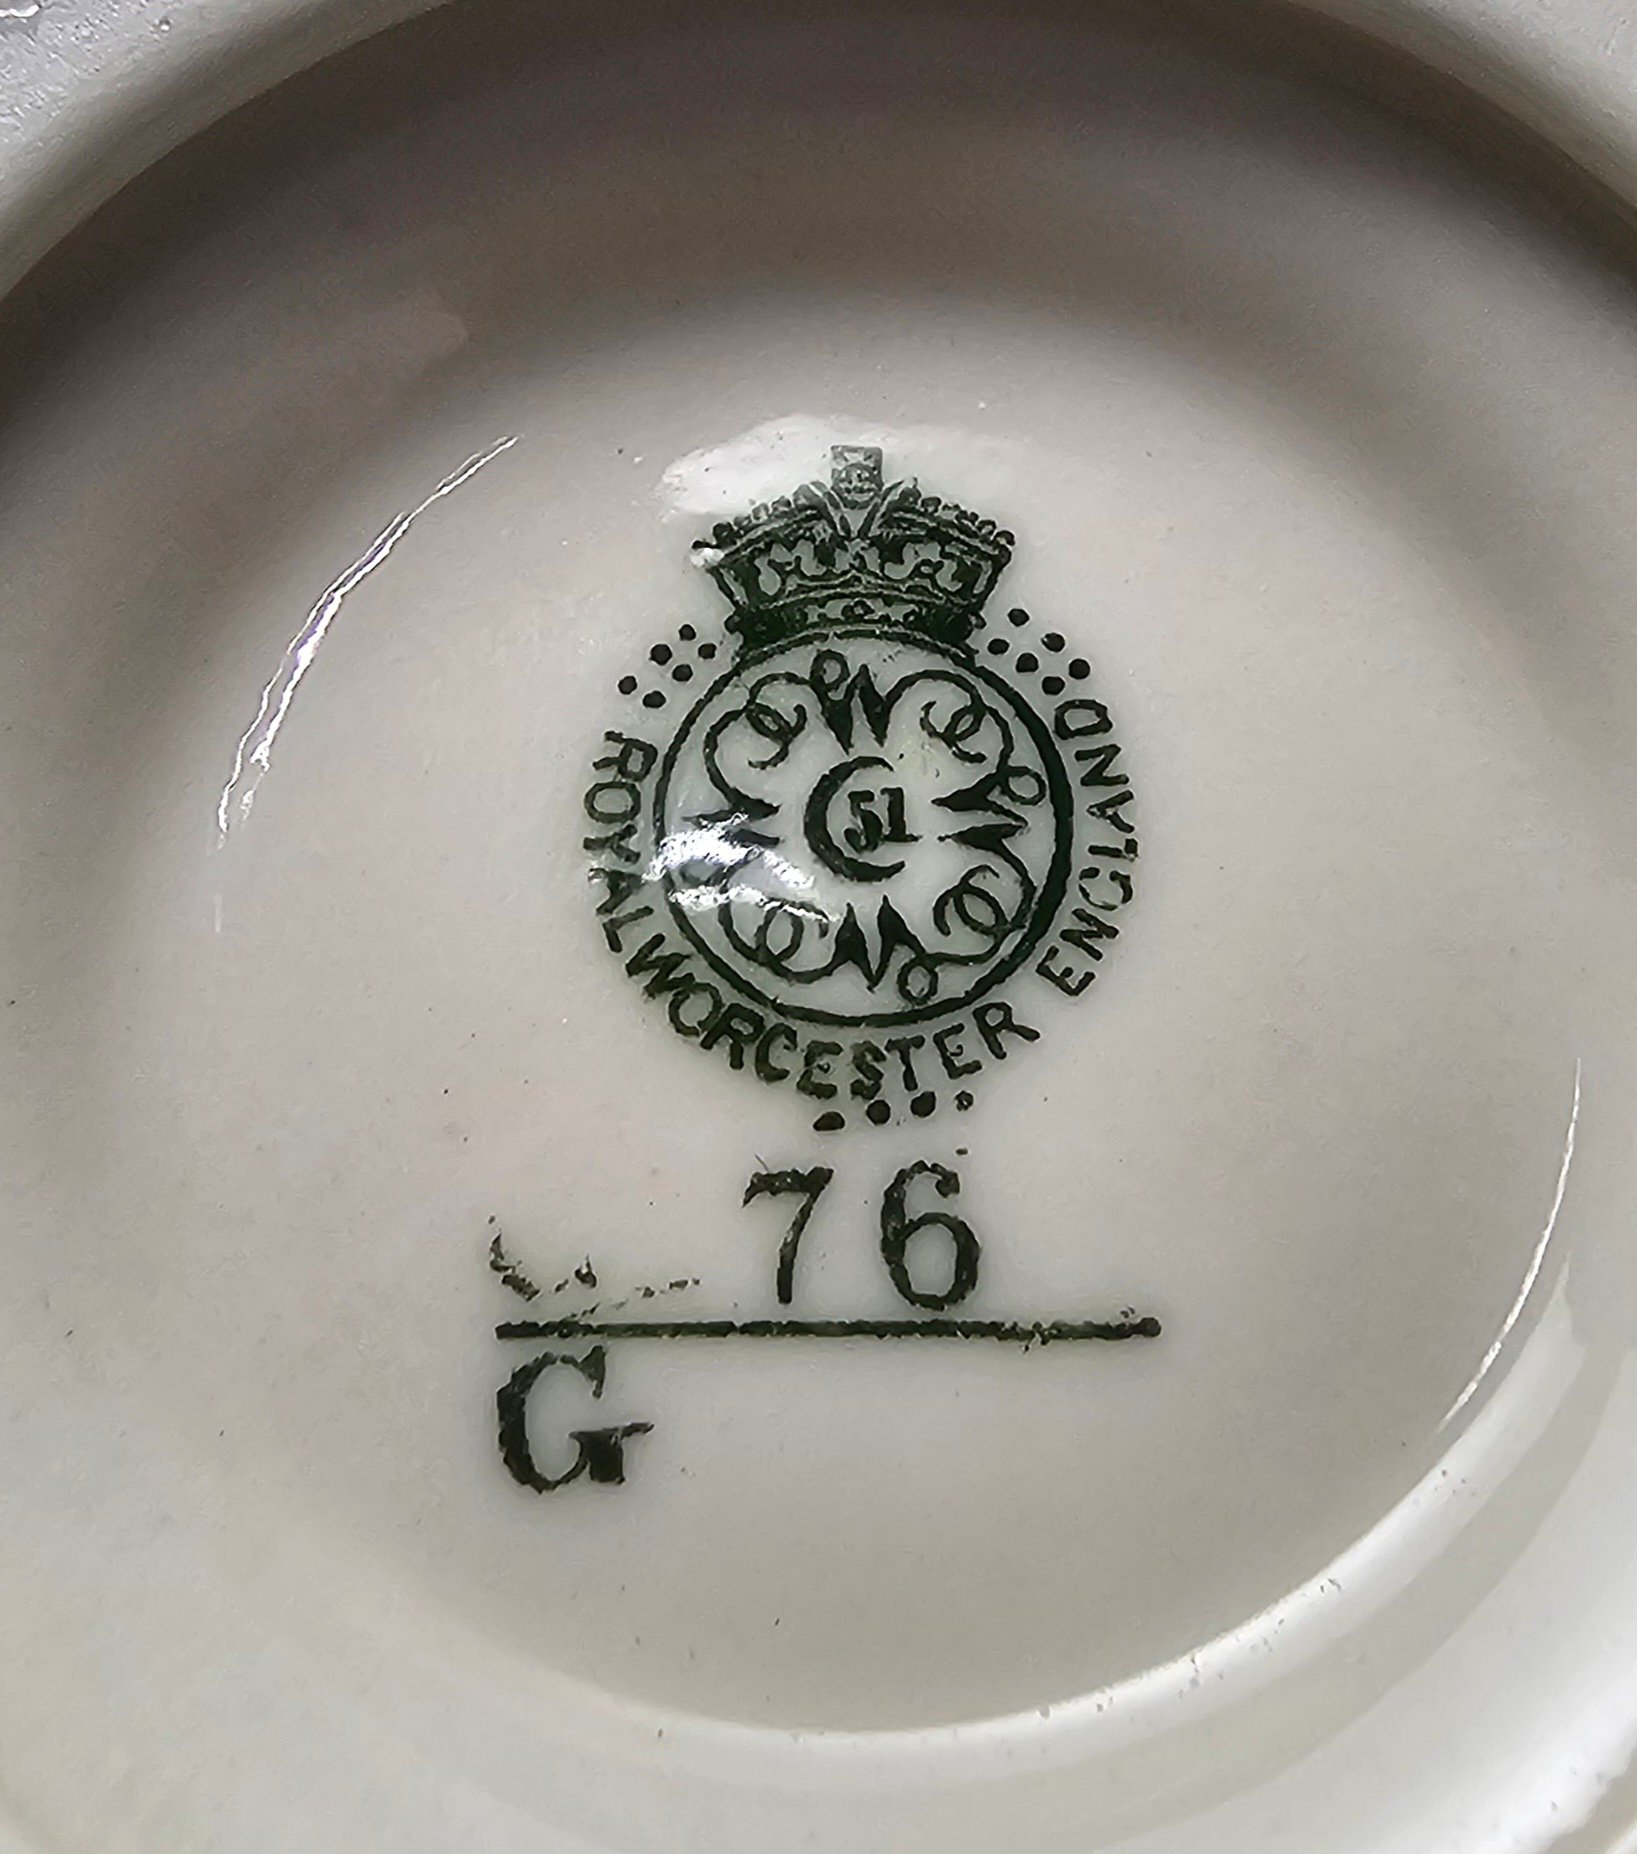 51
ROYAL WORCESTER ENGLAND
76
G